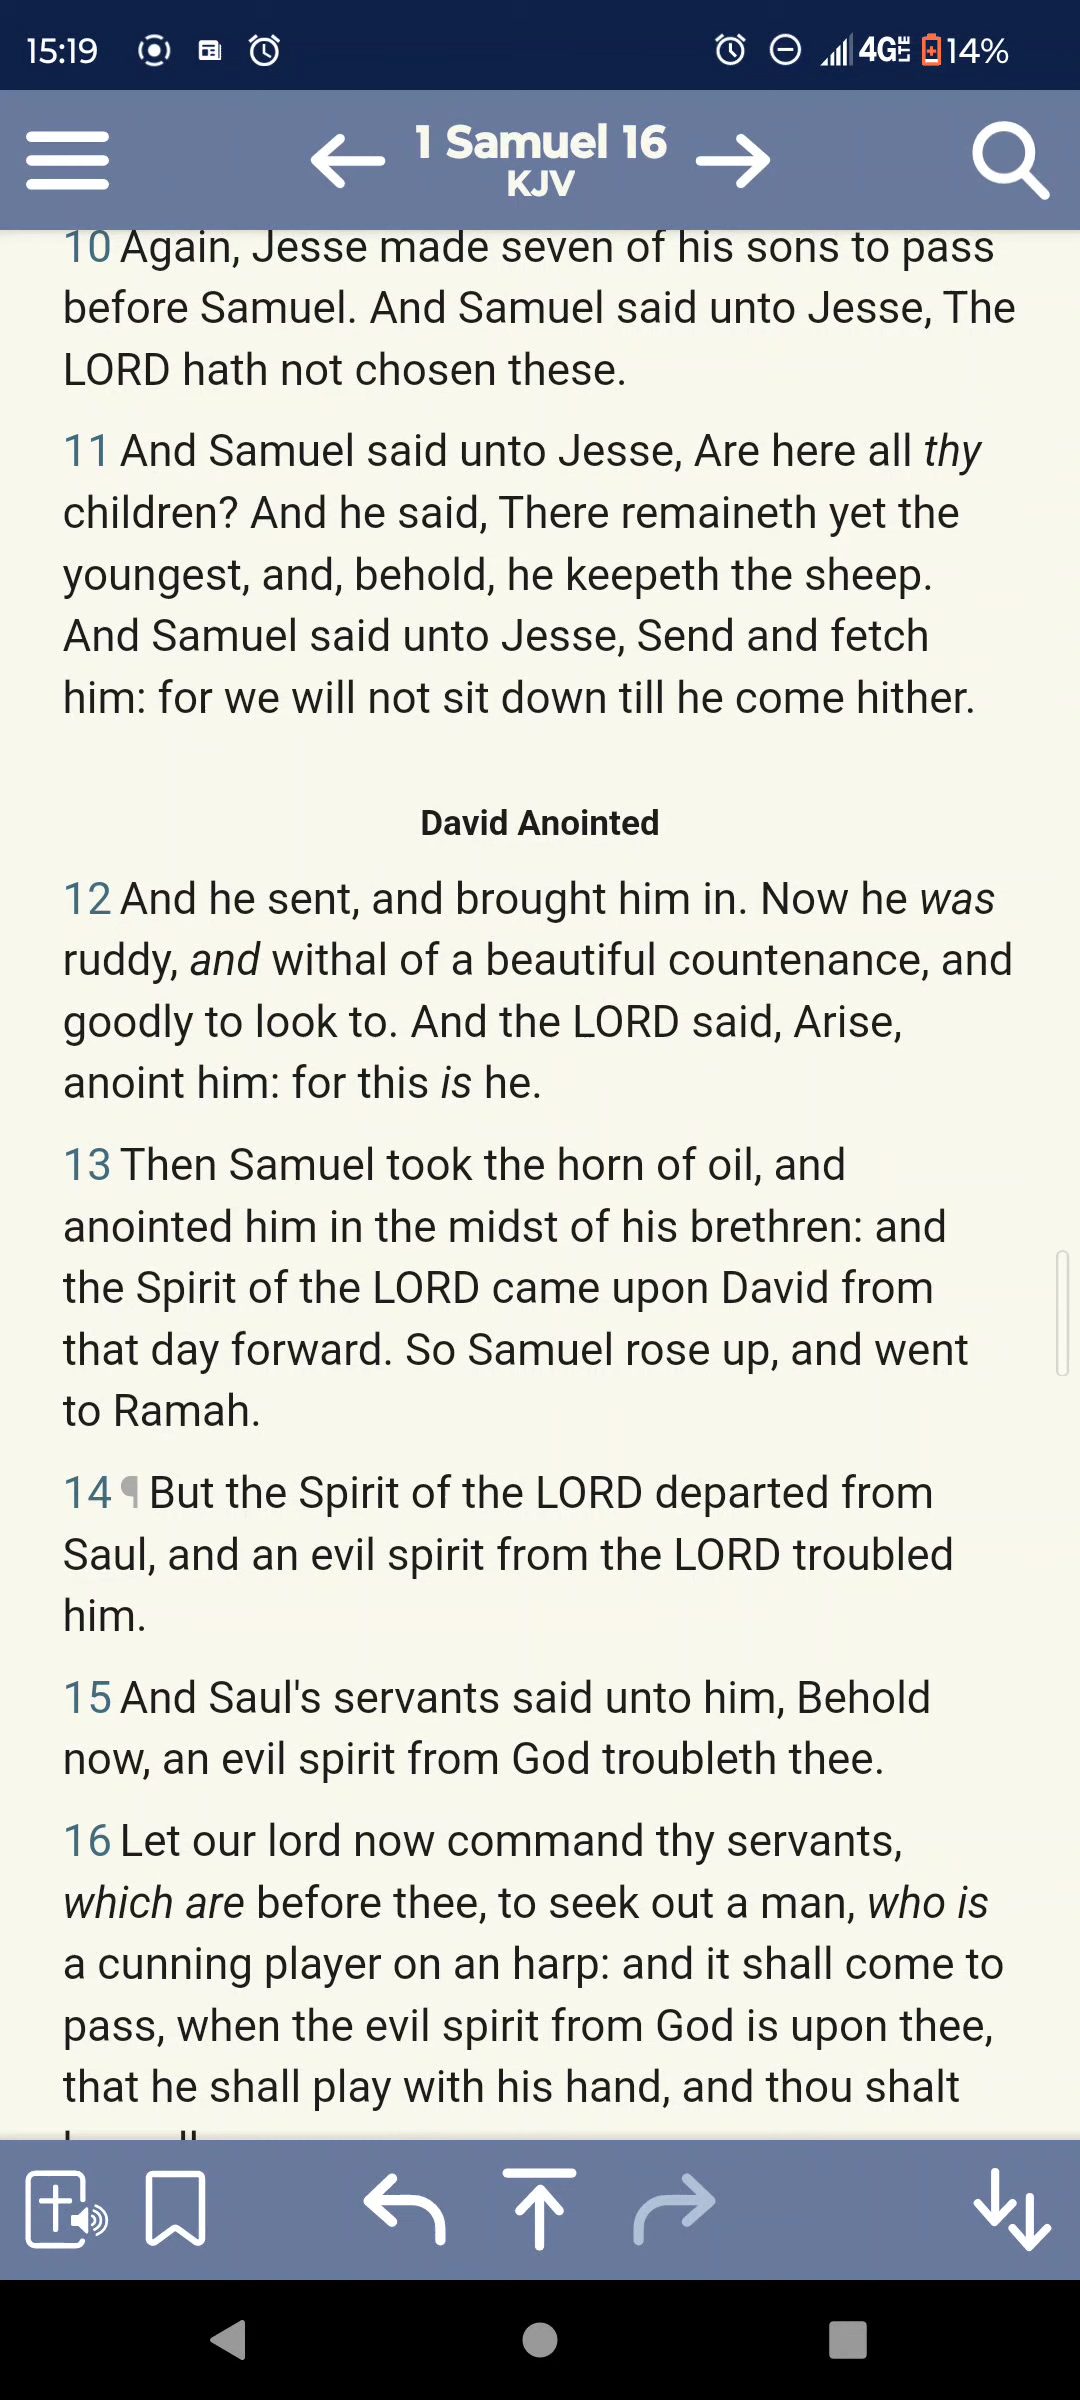 15:19
4G LTE 14%
1 Samuel 16
KJV
10 Again, Jesse made seven of his sons to pass
before Samuel. And Samuel said unto Jesse, The
LORD hath not chosen these.
11 And Samuel said unto Jesse, Are here all thy
children? And he said, There remaineth yet the
youngest, and, behold, he keepeth the sheep.
And Samuel said unto Jesse, Send and fetch
him: for we will not sit down till he come hither.
David Anointed
12 And he sent, and brought him in. Now he was
ruddy, and withal of a beautiful countenance, and
goodly to look to. And the LORD said, Arise,
anoint him: for this is he.
13 Then Samuel took the horn of oil, and
anointed him in the midst of his brethren: and
the Spirit of the LORD came upon David from
that day forward. So Samuel rose up, and went
to Ramah.
14 ¶ But the Spirit of the LORD departed from
Saul, and an evil spirit from the LORD troubled
him.
15 And Saul's servants said unto him, Behold
now, an evil spirit from God troubleth thee.
16 Let our lord now command thy servants,
which are before thee, to seek out a man, who is
a cunning player on an harp: and it shall come to
pass, when the evil spirit from God is upon thee,
that he shall play with his hand, and thou shalt